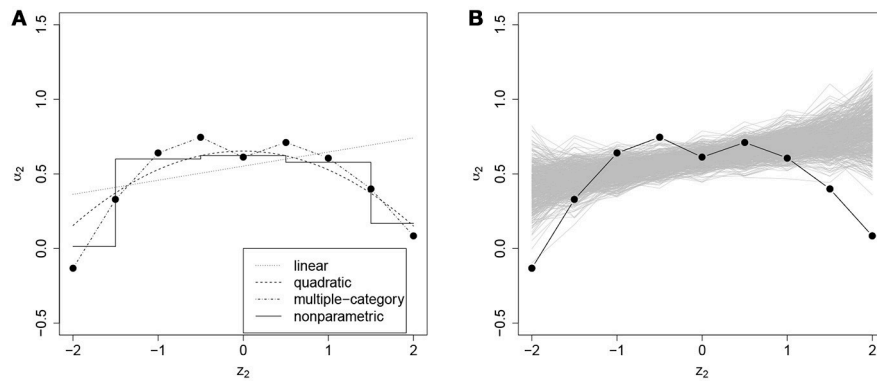 A
B
1.5
1.0
0.5
0.0
−0.5
α₂
−2
−1
0
1
2
z₂
linear
quadratic
multiple-category
nonparametric
1.5
1.0
0.5
0.0
−0.5
α₂
−2
−1
0
1
2
z₂